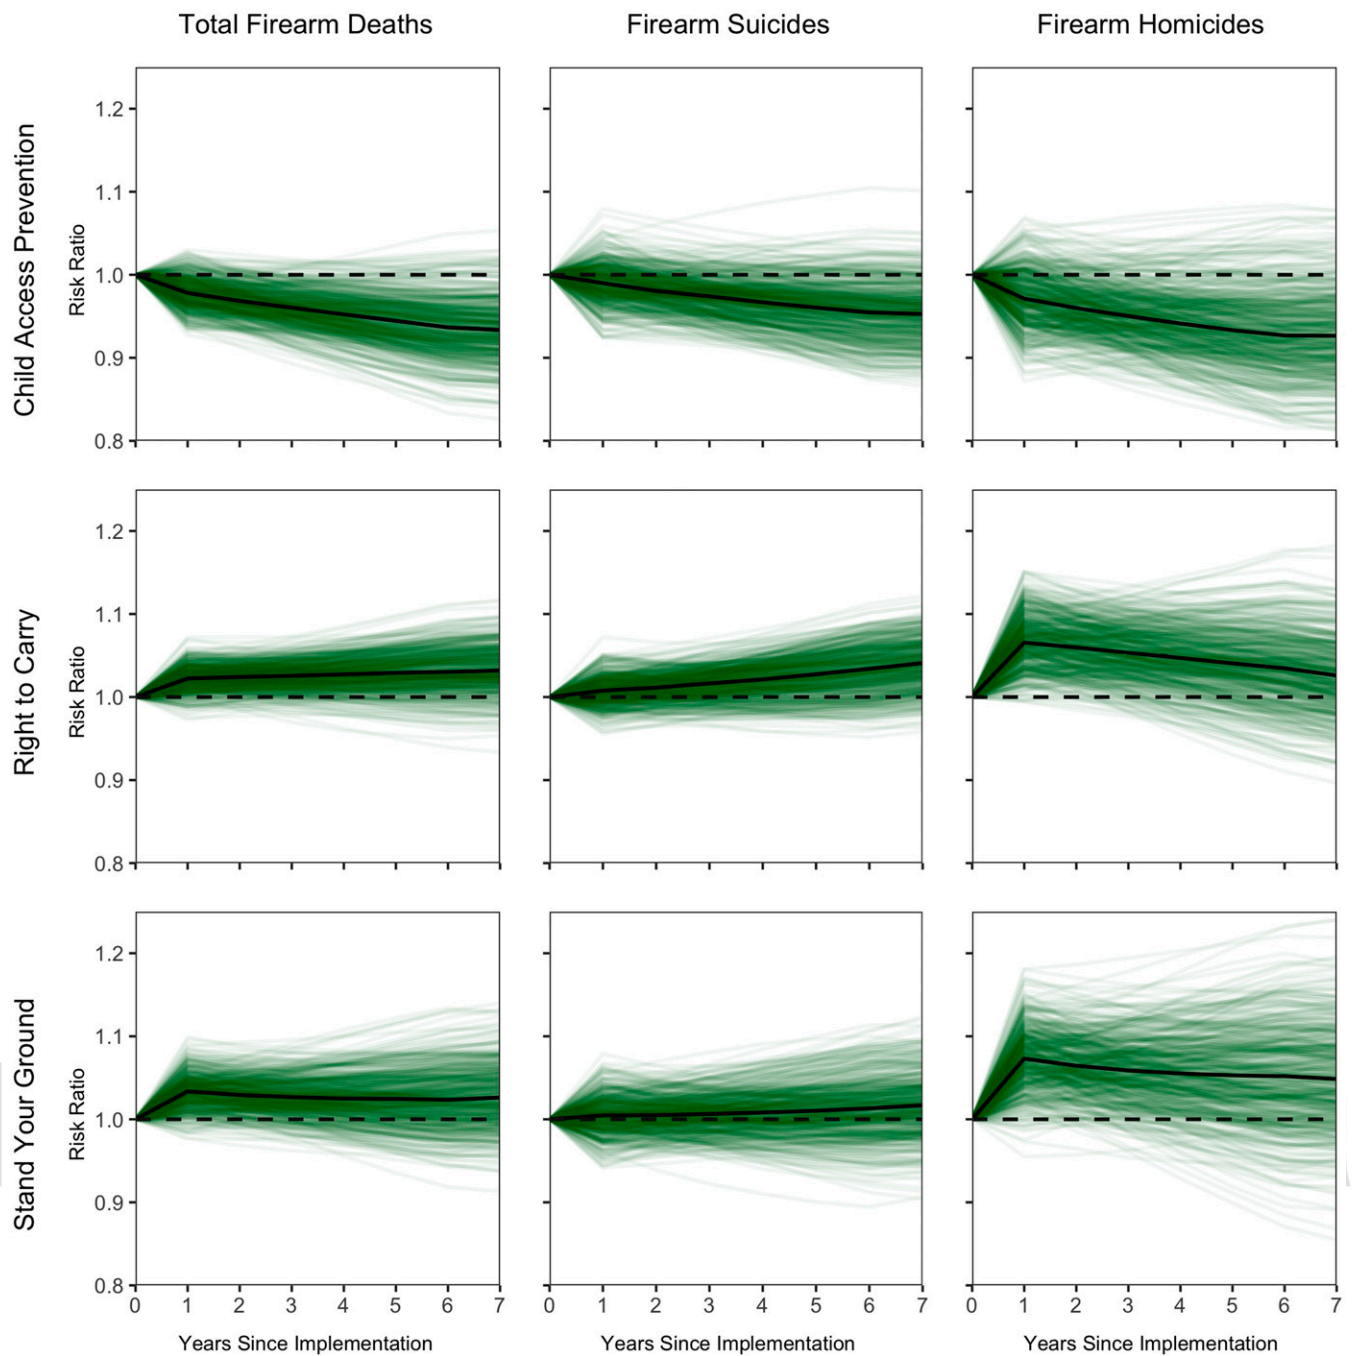 Total Firearm Deaths Firearm Suicides Firearm Homicides
Child Access Prevention
Risk Ratio
1.2
1.1
1.0
0.9
0.8
Right to Carry
Risk Ratio
1.2
1.1
1.0
0.9
0.8
Stand Your Ground
Risk Ratio
1.2
1.1
1.0
0.9
0.8
0 1 2 3 4 5 6 7 0 1 2 3 4 5 6 7 0 1 2 3 4 5 6 7
Years Since Implementation Years Since Implementation Years Since Implementation